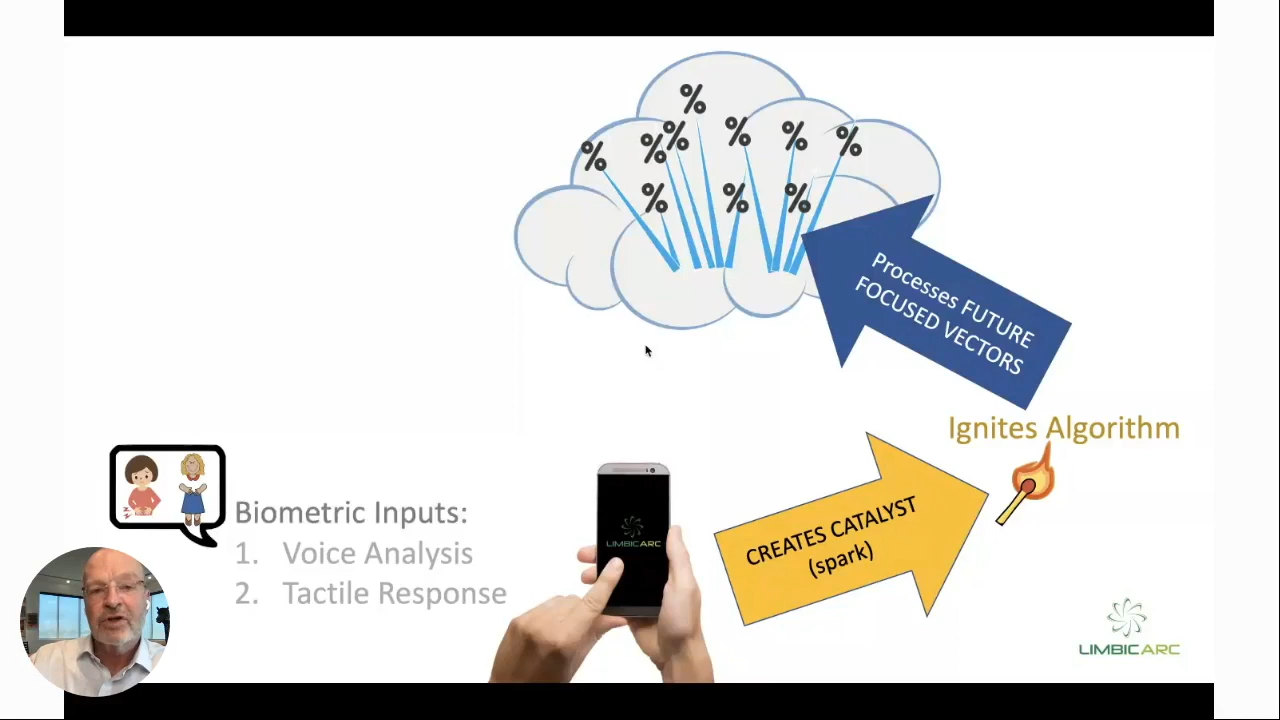 % % % % % % %
% % %
Processes FUTURE
FOCUSED VECTORS
Ignites Algorithm
Biometric Inputs:
1. Voice Analysis
2. Tactile Response
LIMBICARC
CREATES CATALYST
(spark)
LIMBICARC